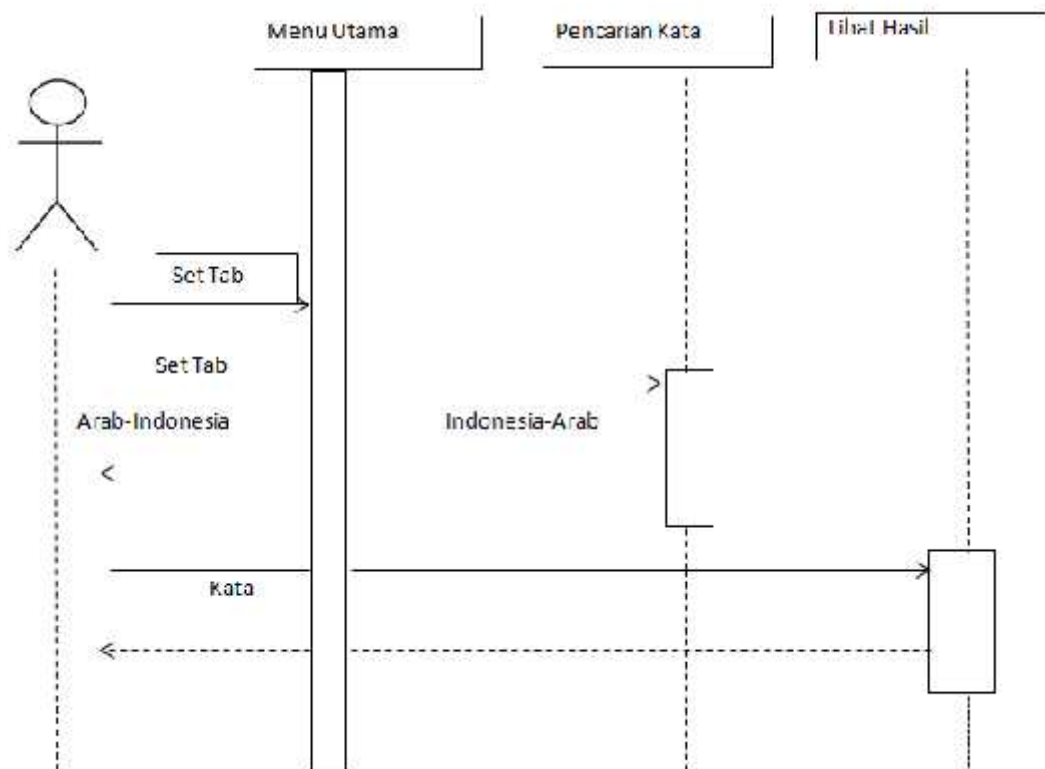 Menu Utama
Pencarian Kata
Lihat Hasil
Set Tab
Set Tab
Arab-Indonesia
Indonesia-Arab
Kata